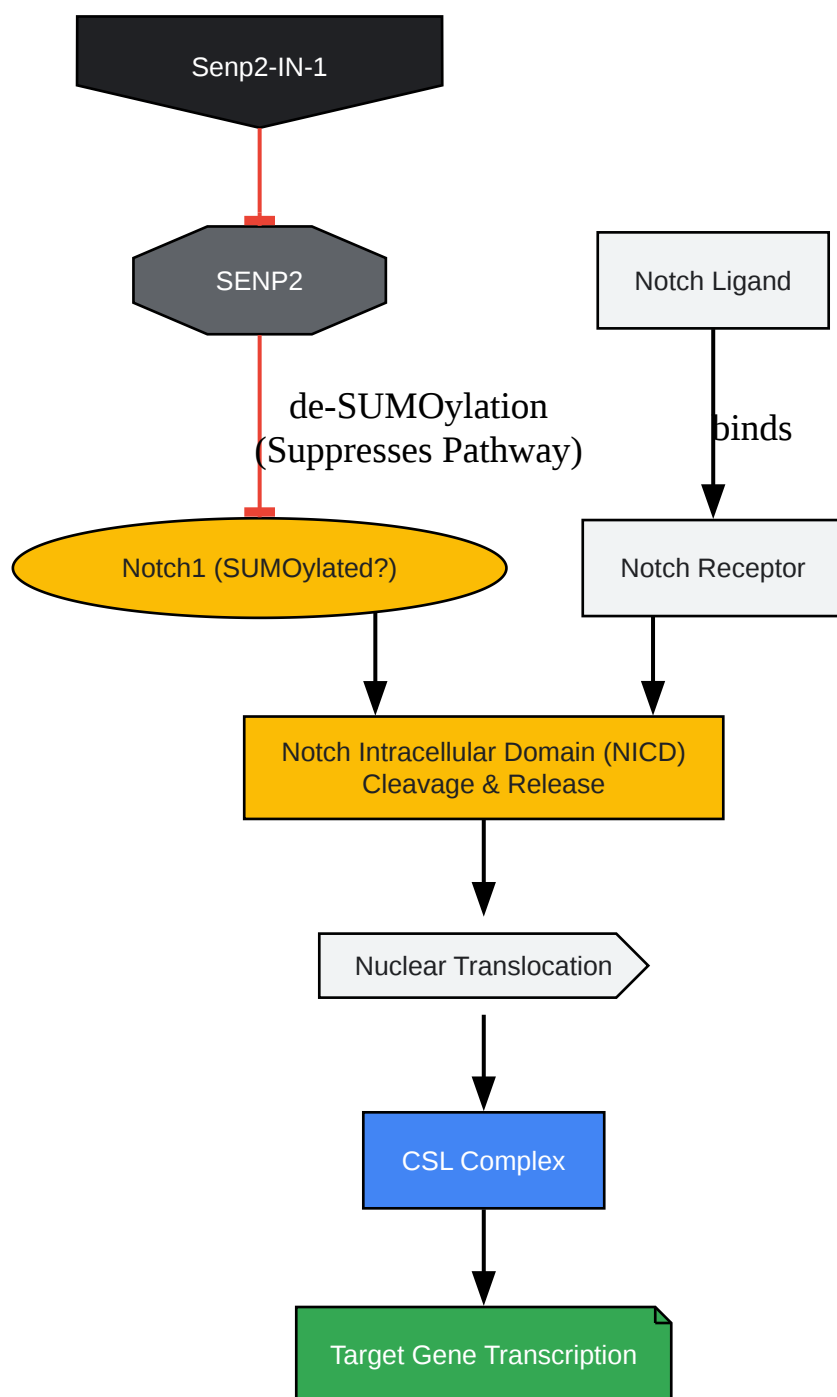 Senp2-IN-1
SENP2
Notch Ligand
de-SUMOylation
(Suppresses Pathway)
binds
Notch1 (SUMOylated?)
Notch Receptor
Notch Intracellular Domain (NICD)
Cleavage & Release
Nuclear Translocation
CSL Complex
Target Gene Transcription